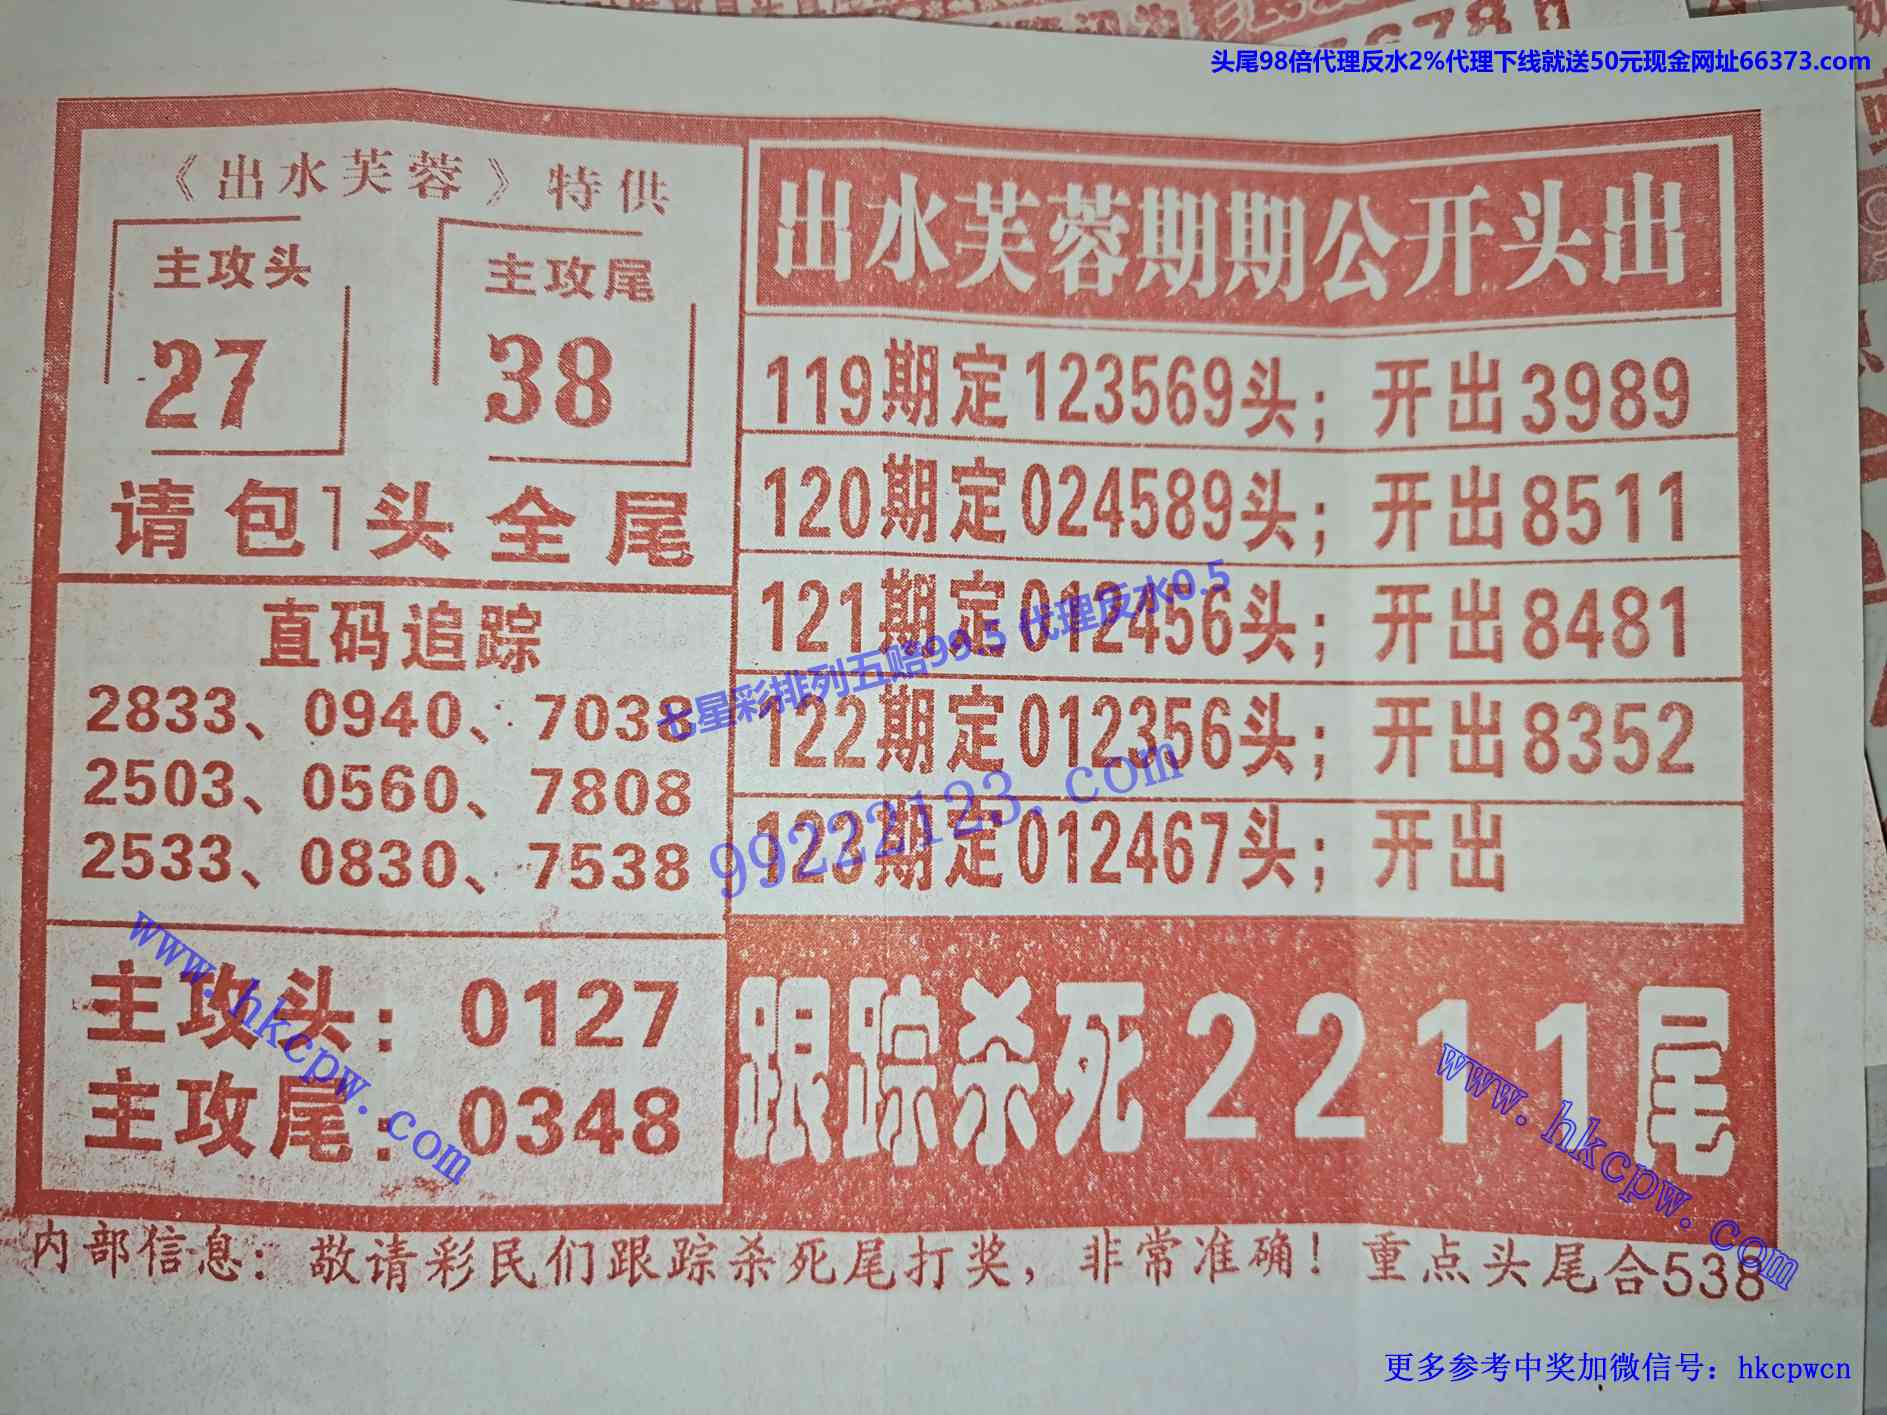 头尾98倍代理反水2%代理下线就送50元现金网址66373.com
《出水芙蓉》特供
主攻头
27
主攻尾
38
请包1头全尾
直码追踪
2833、0940、7038
2503、0560、7808
2533、0830、7538
主攻头：0127
主攻尾：0348
出水芙蓉期期公开头出
119期定123569头；开出3989
120期定024589头；开出8511
121期定012456头；开出8481
122期定012356头；开出8352
123期定012467头；开出
跟踪杀死2211尾
内部信息：敬请彩民们跟踪杀死尾打奖，非常准确！重点头尾合538
七星彩排列五赔99.5 代理反水0.5
99222123.com
www.hkcpw.com
www.hkcpw.com
更多参考中奖加微信号：hkcpwcn